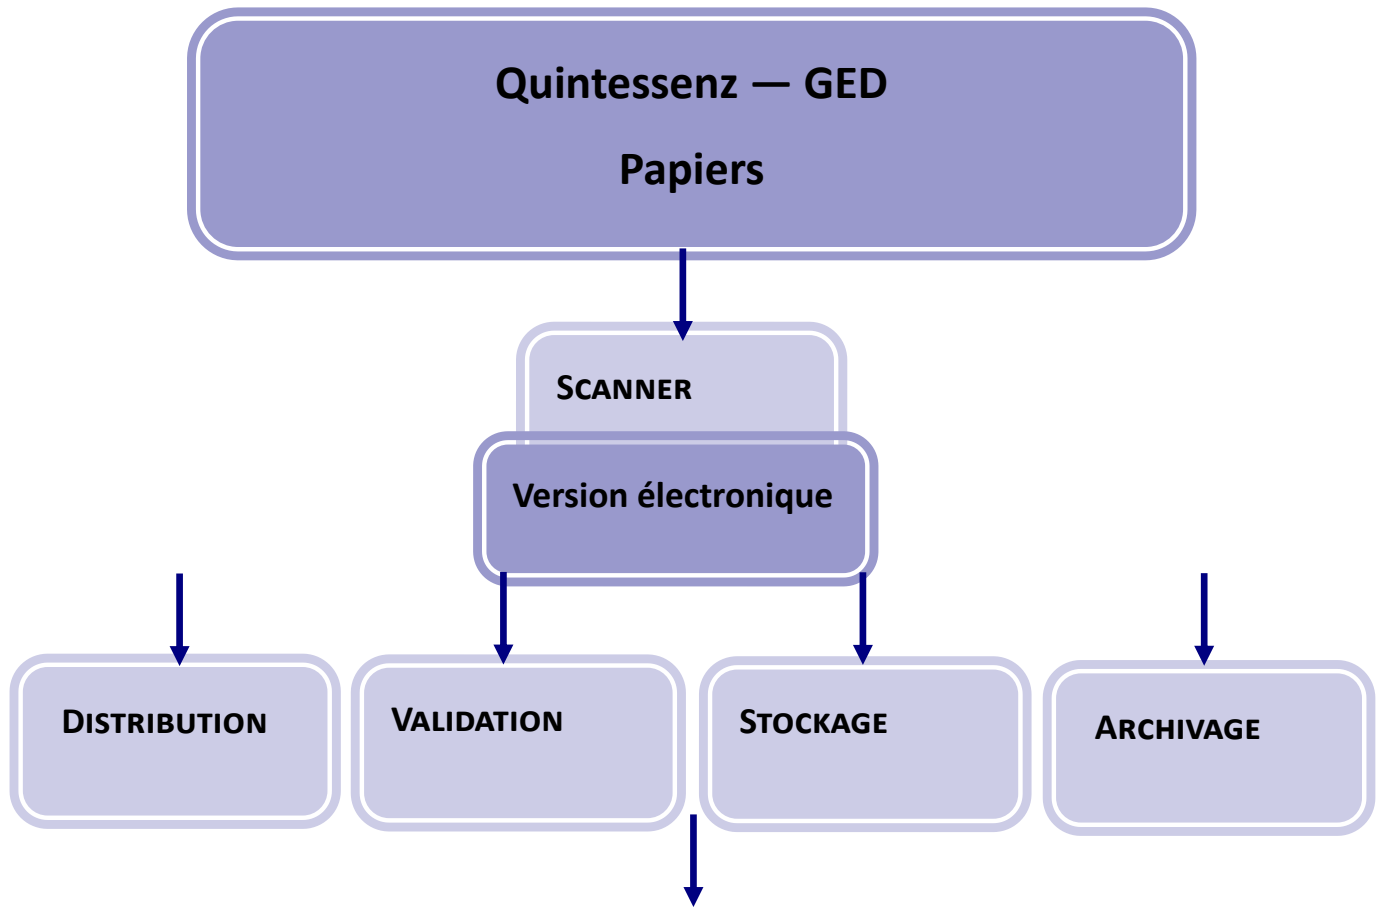 Quintessenz — GED
Papiers
SCANNER
Version électronique
DISTRIBUTION
VALIDATION
STOCKAGE
ARCHIVAGE